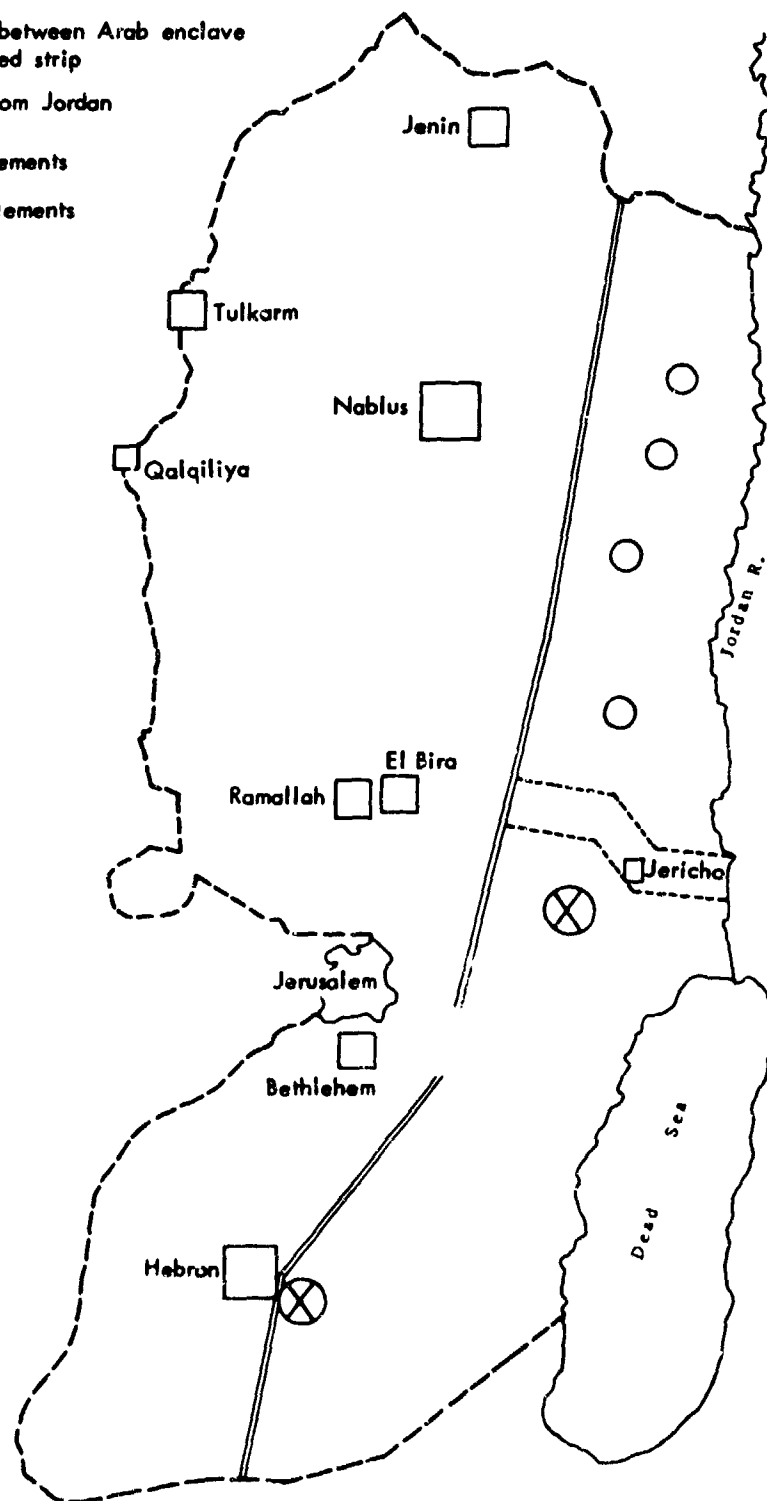 between Arab enclave
ed strip
om Jordan
ements
ements
Jenin
Tulkarm
Nablus
Qalqiliya
Jordan R.
El Bira
Ramallah
Jericho
Jerusalem
Bethlehem
Dead Sea
Hebron